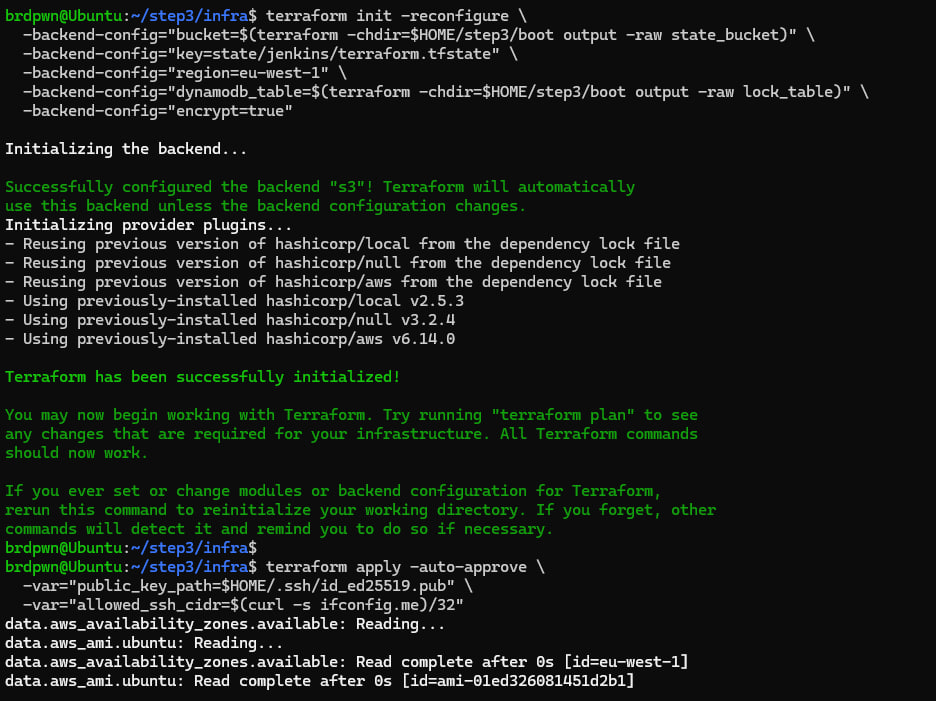 brdpwn@Ubuntu:~/step3/infra$ terraform init -reconfigure \
  -backend-config="bucket=$(terraform -chdir=$HOME/step3/boot output -raw state_bucket)" \
  -backend-config="key=state/jenkins/terraform.tfstate" \
  -backend-config="region=eu-west-1" \
  -backend-config="dynamodb_table=$(terraform -chdir=$HOME/step3/boot output -raw lock_table)" \
  -backend-config="encrypt=true"

Initializing the backend...

Successfully configured the backend "s3"! Terraform will automatically
use this backend unless the backend configuration changes.
Initializing provider plugins...
- Reusing previous version of hashicorp/local from the dependency lock file
- Reusing previous version of hashicorp/null from the dependency lock file
- Reusing previous version of hashicorp/aws from the dependency lock file
- Using previously-installed hashicorp/local v2.5.3
- Using previously-installed hashicorp/null v3.2.4
- Using previously-installed hashicorp/aws v6.14.0

Terraform has been successfully initialized!

You may now begin working with Terraform. Try running "terraform plan" to see
any changes that are required for your infrastructure. All Terraform commands
should now work.

If you ever set or change modules or backend configuration for Terraform,
rerun this command to reinitialize your working directory. If you forget, other
commands will detect it and remind you to do so if necessary.
brdpwn@Ubuntu:~/step3/infra$
brdpwn@Ubuntu:~/step3/infra$ terraform apply -auto-approve \
  -var="public_key_path=$HOME/.ssh/id_ed25519.pub" \
  -var="allowed_ssh_cidr=$(curl -s ifconfig.me)/32"
data.aws_availability_zones.available: Reading...
data.aws_ami.ubuntu: Reading...
data.aws_availability_zones.available: Read complete after 0s [id=eu-west-1]
data.aws_ami.ubuntu: Read complete after 0s [id=ami-01ed326081451d2b1]